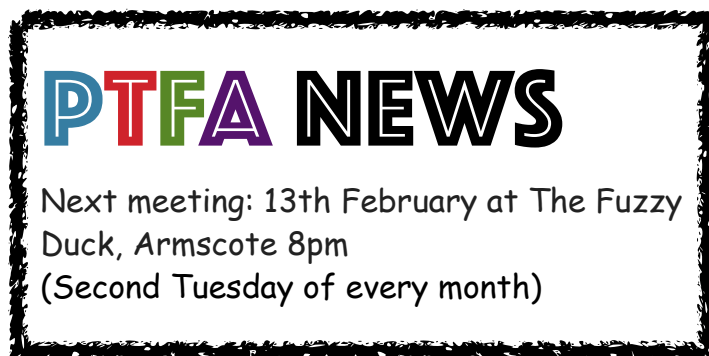 PTFA NEWS
Next meeting: 13th February at The Fuzzy
Duck, Armscote 8pm
(Second Tuesday of every month)